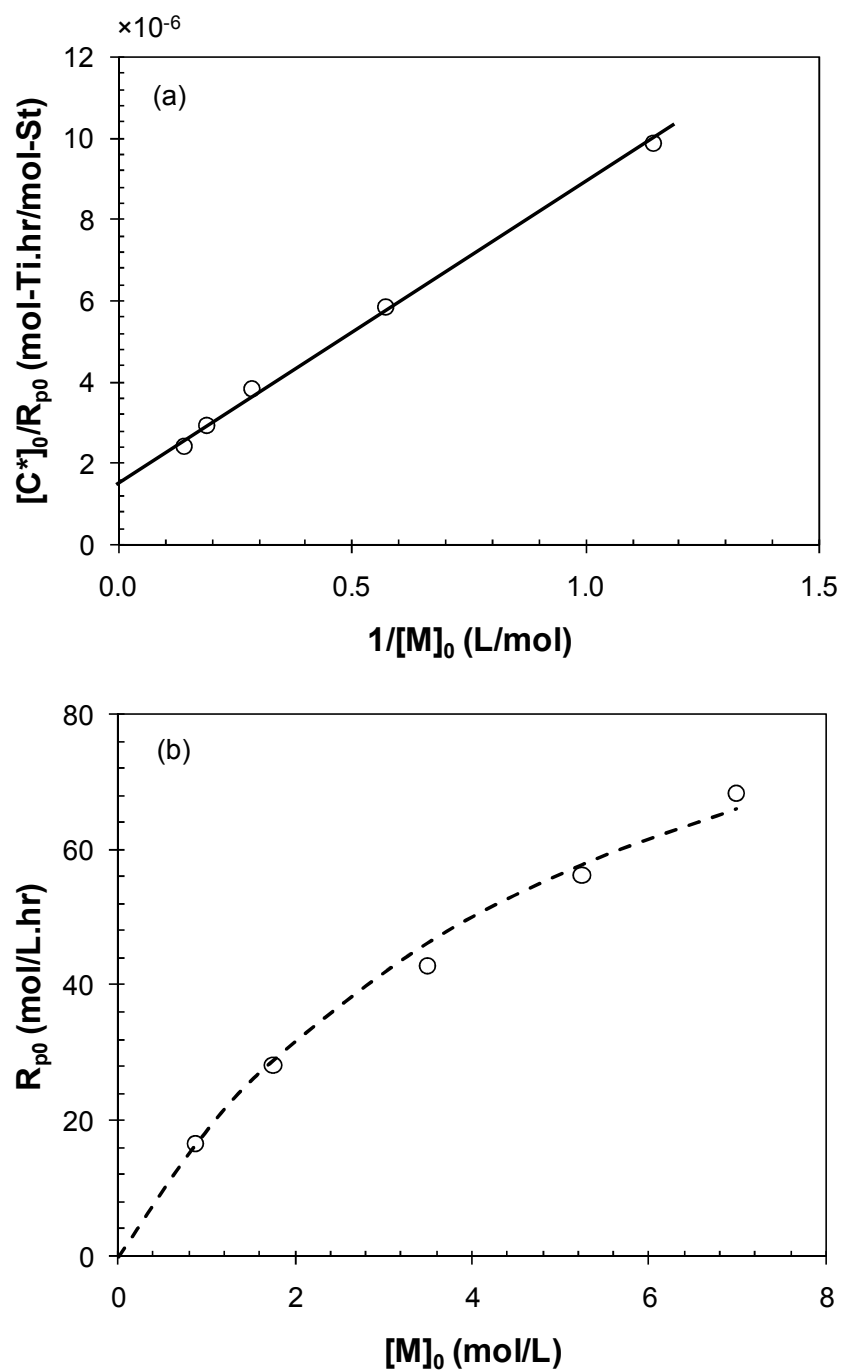 ×10⁻⁶
12
(a)
10
8
6
4
2
0
0.0 0.5 1.0 1.5
[C*]₀/Rₚ₀ (mol-Ti.hr/mol-St)
1/[M]₀ (L/mol)
80
(b)
60
40
20
0
0 2 4 6 8
Rₚ₀ (mol/L.hr)
[M]₀ (mol/L)